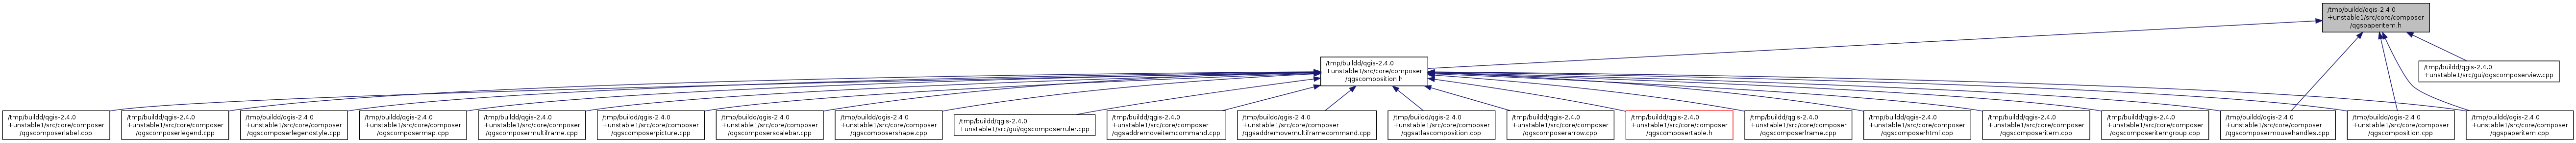 /tmp/buildd/qgis-2.4.0
+unstable1/src/core/composer
/qgspaperitem.h
/tmp/buildd/qgis-2.4.0
+unstable1/src/core/composer
/qgscomposition.h
/tmp/buildd/qgis-2.4.0
+unstable1/src/gui/qgscomposerview.cpp
/tmp/buildd/qgis-2.4.0
+unstable1/src/core/composer
/qgscomposerlabel.cpp
/tmp/buildd/qgis-2.4.0
+unstable1/src/core/composer
/qgscomposerlegend.cpp
/tmp/buildd/qgis-2.4.0
+unstable1/src/core/composer
/qgscomposerlegendstyle.cpp
/tmp/buildd/qgis-2.4.0
+unstable1/src/core/composer
/qgscomposermap.cpp
/tmp/buildd/qgis-2.4.0
+unstable1/src/core/composer
/qgscomposermultiframe.cpp
/tmp/buildd/qgis-2.4.0
+unstable1/src/core/composer
/qgscomposerpicture.cpp
/tmp/buildd/qgis-2.4.0
+unstable1/src/core/composer
/qgscomposerscalebar.cpp
/tmp/buildd/qgis-2.4.0
+unstable1/src/core/composer
/qgscomposershape.cpp
/tmp/buildd/qgis-2.4.0
+unstable1/src/gui/qgscomposerruler.cpp
/tmp/buildd/qgis-2.4.0
+unstable1/src/core/composer
/qgsaddremoveitemcommand.cpp
/tmp/buildd/qgis-2.4.0
+unstable1/src/core/composer
/qgsaddremovemultiframecommand.cpp
/tmp/buildd/qgis-2.4.0
+unstable1/src/core/composer
/qgsatlascomposition.cpp
/tmp/buildd/qgis-2.4.0
+unstable1/src/core/composer
/qgscomposerarrow.cpp
/tmp/buildd/qgis-2.4.0
+unstable1/src/core/composer
/qgscomposertable.h
/tmp/buildd/qgis-2.4.0
+unstable1/src/core/composer
/qgscomposerframe.cpp
/tmp/buildd/qgis-2.4.0
+unstable1/src/core/composer
/qgscomposerhtml.cpp
/tmp/buildd/qgis-2.4.0
+unstable1/src/core/composer
/qgscomposeritem.cpp
/tmp/buildd/qgis-2.4.0
+unstable1/src/core/composer
/qgscomposeritemgroup.cpp
/tmp/buildd/qgis-2.4.0
+unstable1/src/core/composer
/qgscomposermousehandles.cpp
/tmp/buildd/qgis-2.4.0
+unstable1/src/core/composer
/qgscomposition.cpp
/tmp/buildd/qgis-2.4.0
+unstable1/src/core/composer
/qgspaperitem.cpp